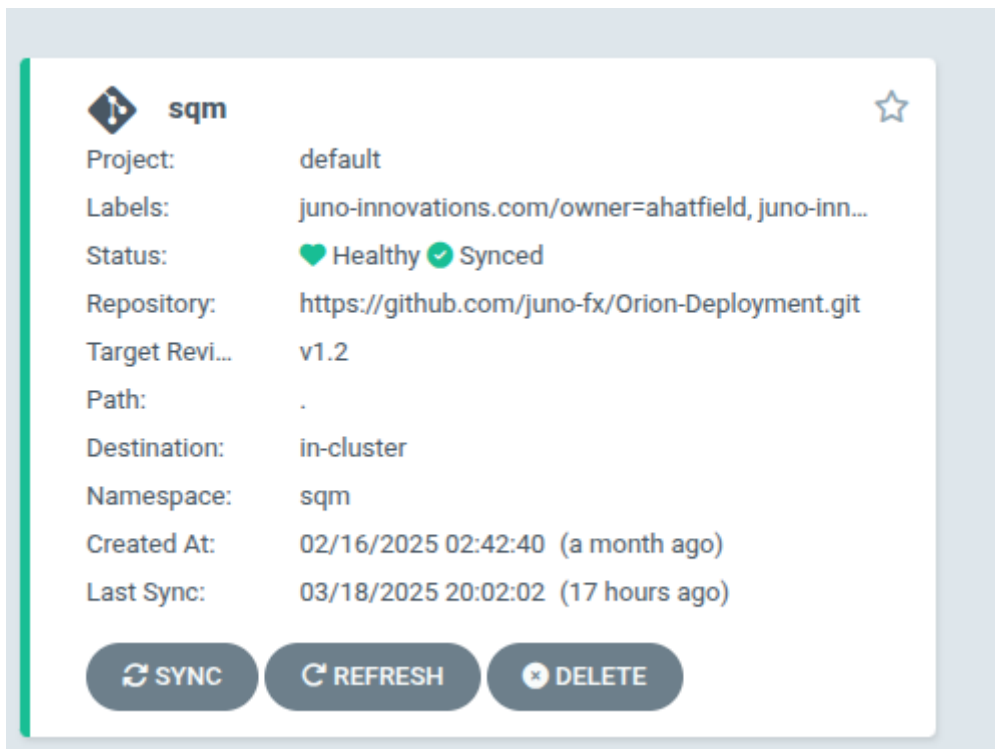 sqm
Project: default
Labels: juno-innovations.com/owner=ahatfield, juno-inn...
Status: Healthy Synced
Repository: https://github.com/juno-fx/Orion-Deployment.git
Target Revi... v1.2
Path: .
Destination: in-cluster
Namespace: sqm
Created At: 02/16/2025 02:42:40 (a month ago)
Last Sync: 03/18/2025 20:02:02 (17 hours ago)
SYNC REFRESH DELETE